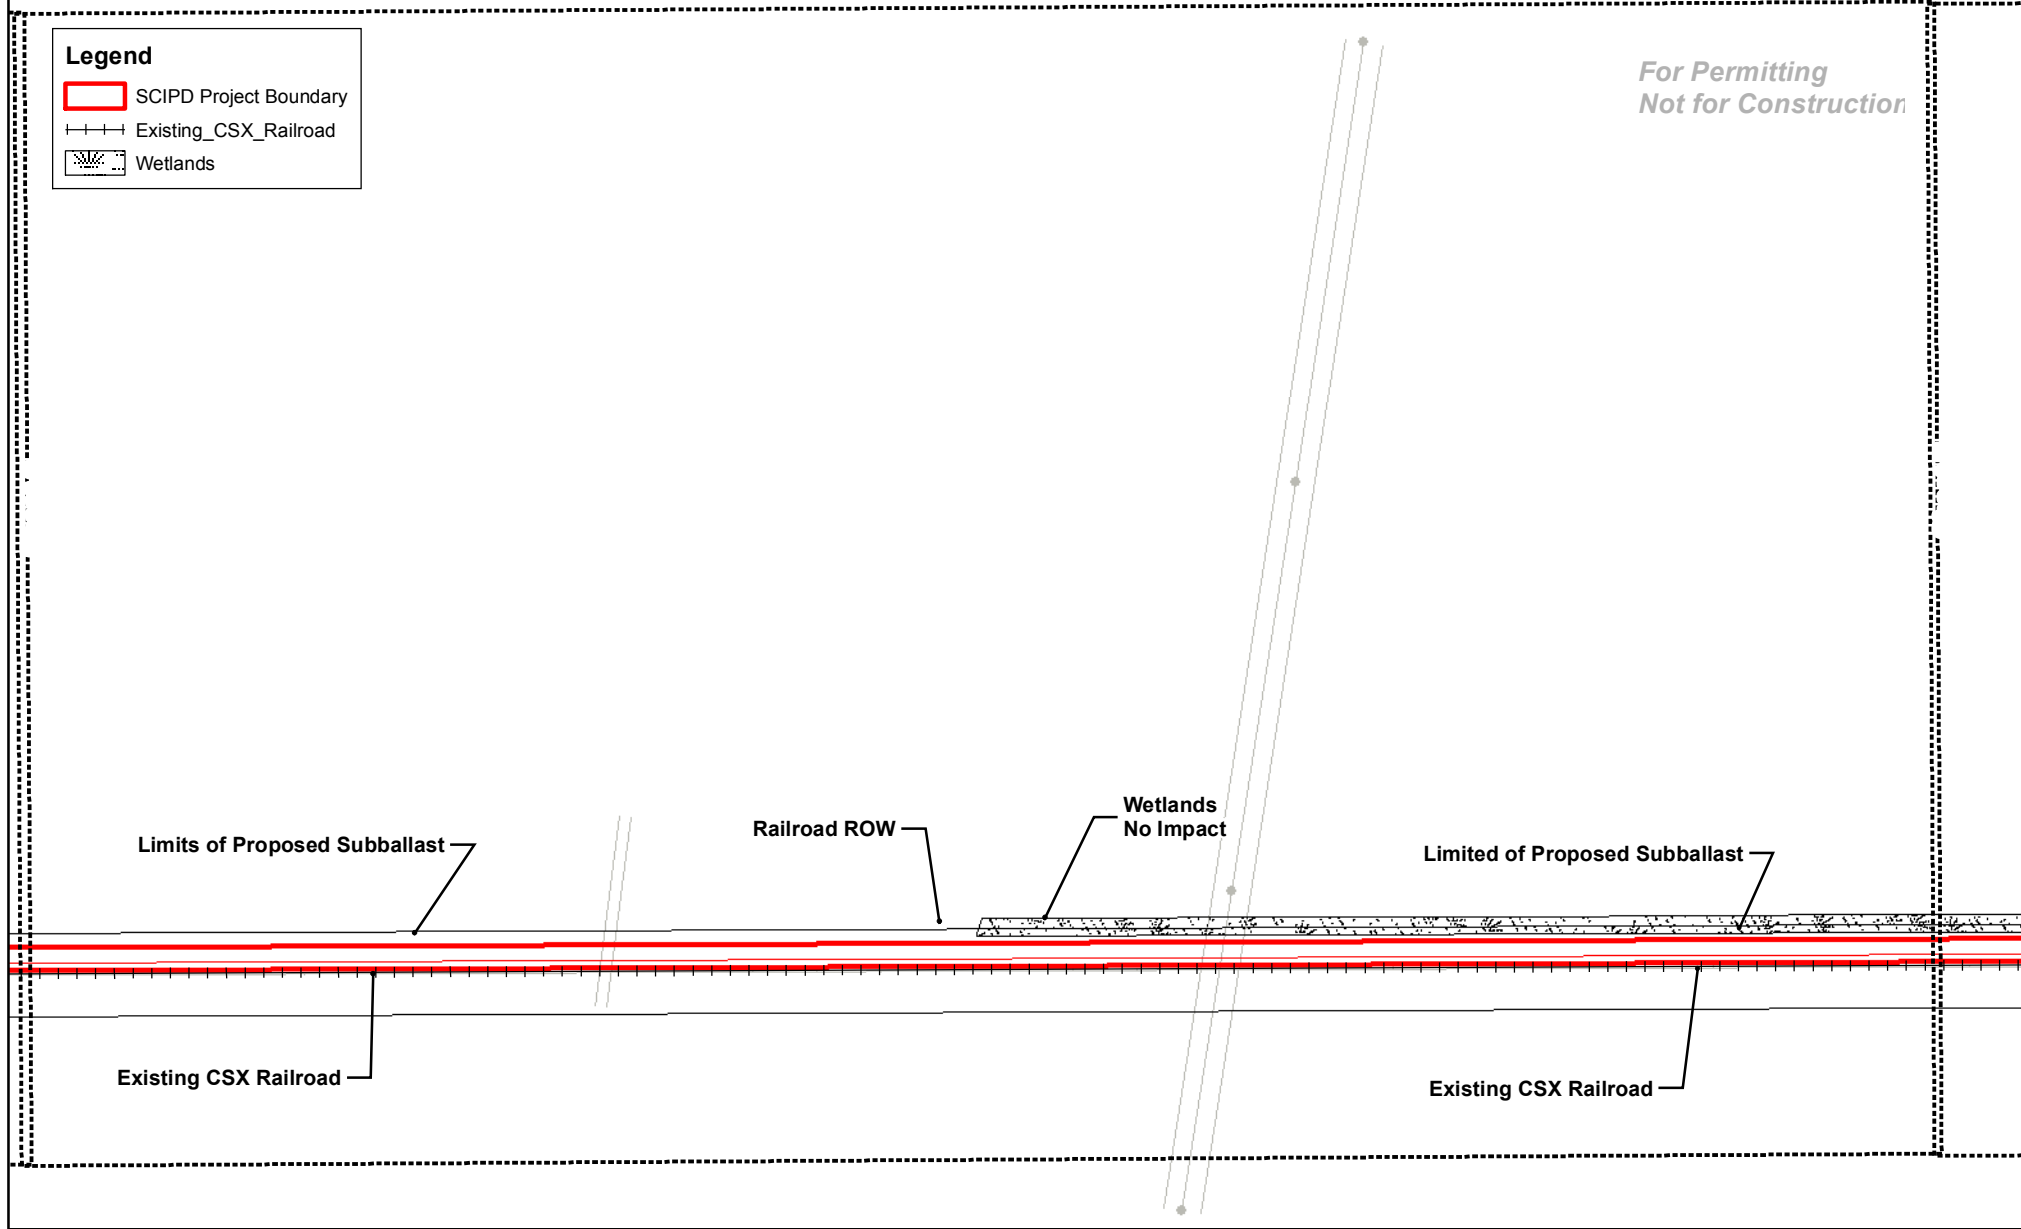 Legend
SCIPD Project Boundary
Existing_CSX_Railroad
Wetlands
For Permitting
Not for Construction
Wetlands
No Impact
Railroad ROW
Limits of Proposed Subballast
Limited of Proposed Subballast
Existing CSX Railroad
Existing CSX Railroad